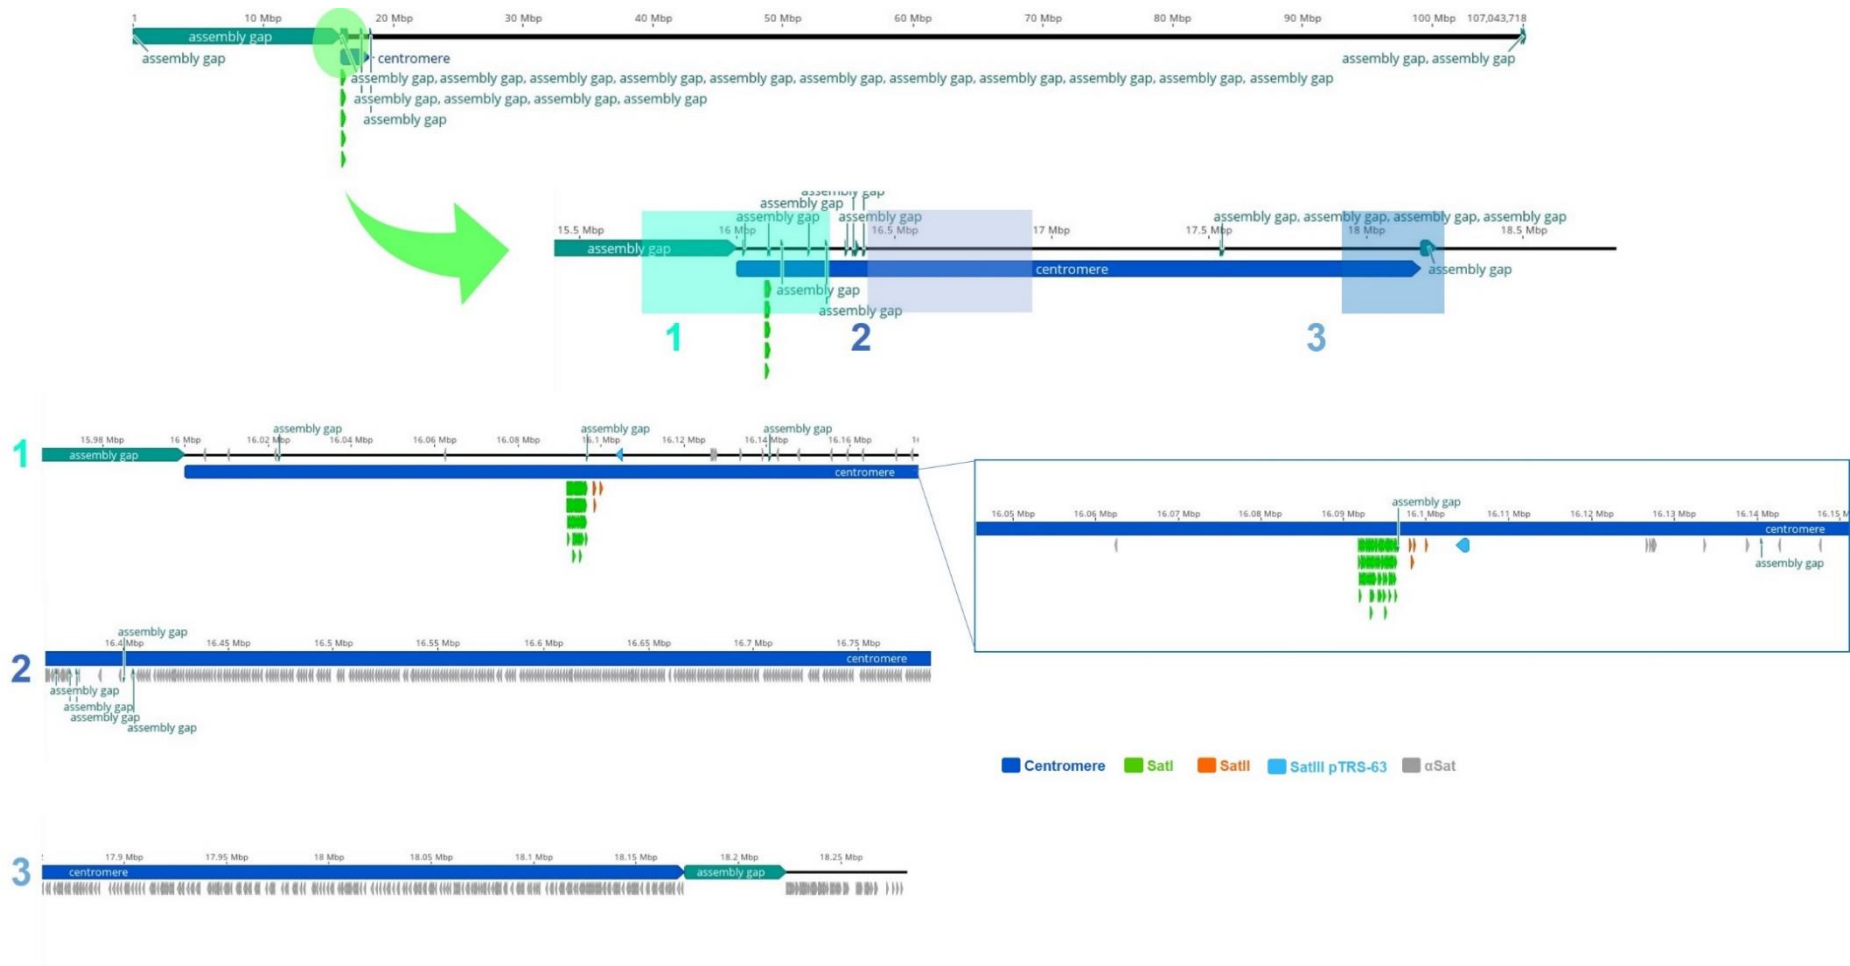 1 10 Mbp 20 Mbp 30 Mbp 40 Mbp 50 Mbp 60 Mbp 70 Mbp 80 Mbp 90 Mbp 100 Mbp 107,043,718
assembly gap
assembly gap centromere assembly gap, assembly gap
assembly gap, assembly gap, assembly gap, assembly gap, assembly gap, assembly gap, assembly gap, assembly gap, assembly gap, assembly gap, assembly gap
assembly gap, assembly gap, assembly gap, assembly gap
assembly gap
assembly gap
assembly gap
assembly gap assembly gap assembly gap, assembly gap, assembly gap, assembly gap
15.5 Mbp 16 Mbp 16.5 Mbp 17 Mbp 17.5 Mbp 18 Mbp 18.5 Mbp
assembly gap
centromere assembly gap
assembly gap
assembly gap
1 2 3
assembly gap assembly gap assembly gap
15.98 Mbp 16 Mbp 16.02 Mbp 16.04 Mbp 16.06 Mbp 16.08 Mbp 16.1 Mbp 16.12 Mbp 16.14 Mbp 16.16 Mbp
1 assembly gap
centromere
assembly gap
16.05 Mbp 16.06 Mbp 16.07 Mbp 16.08 Mbp 16.09 Mbp 16.1 Mbp 16.11 Mbp 16.12 Mbp 16.13 Mbp 16.14 Mbp 16.15 M
centromere
assembly gap
assembly gap
16.4 Mbp 16.45 Mbp 16.5 Mbp 16.55 Mbp 16.6 Mbp 16.65 Mbp 16.7 Mbp 16.75 Mbp
2 centromere
assembly gap
assembly gap
assembly gap
assembly gap
Centromere SatI SatII SatIII pTRS-63 αSat
17.9 Mbp 17.95 Mbp 18 Mbp 18.05 Mbp 18.1 Mbp 18.15 Mbp 18.2 Mbp 18.25 Mbp
3 centromere assembly gap